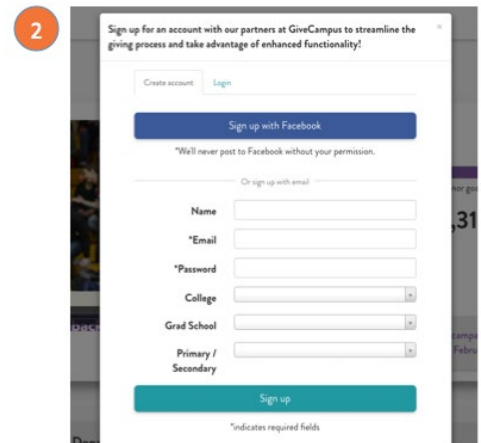 2
Sign up for an account with our partners at GiveCampus to streamline the
giving process and take advantage of enhanced functionality!
×
Create account Login
Sign up with Facebook
*We'll never post to Facebook without your permission.
Or sign up with email
Name
*Email
*Password
College
Grad School
Primary /
Secondary
Sign up
*indicates required fields
,31